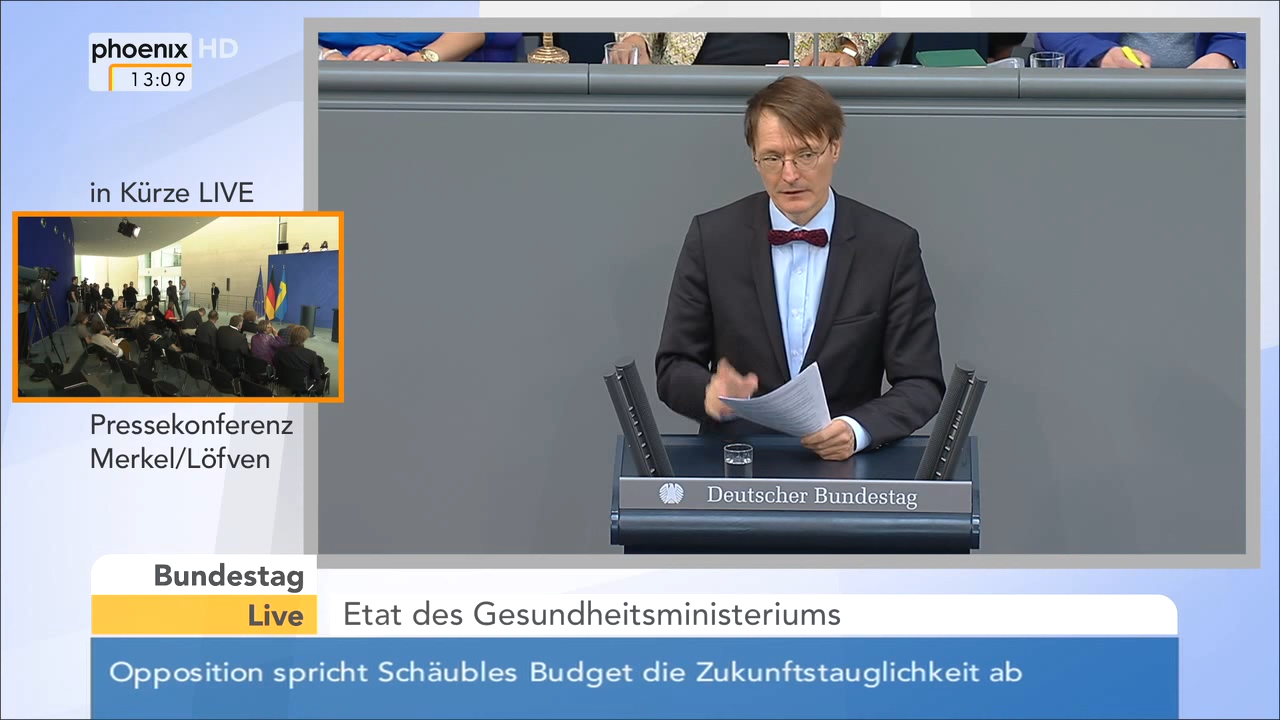 phoenix HD
13:09
in Kürze LIVE
Pressekonferenz
Merkel/Löfven
Deutscher Bundestag
Bundestag
Live
Etat des Gesundheitsministeriums
Opposition spricht Schäubles Budget die Zukunftstauglichkeit ab